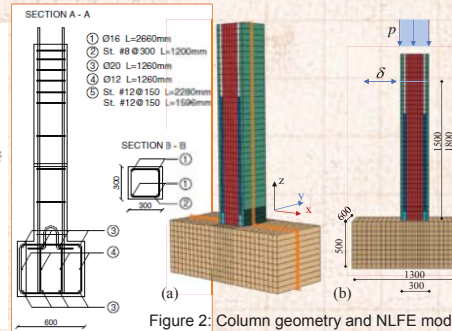 SECTION A - A
① Ø16 L=2660mm
② St. #8@300 L=1200mm
③ Ø20 L=1260mm
④ Ø12 L=1260mm
⑤ St. #12@150 L=2280mm
St. #12@150 L=1596mm
SECTION B - B
①
①
②
300
300
③
④
③
600
z
y
x
(a)
p
δ
1500
1800
600
500
1300
300
(b)
Figure 2: Column geometry and NLFE mod